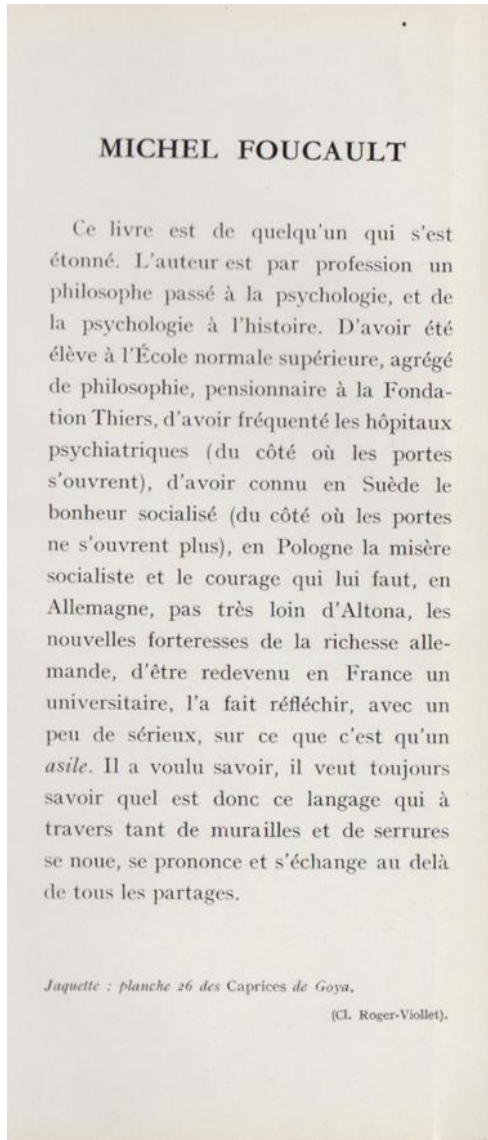 MICHEL FOUCAULT
Ce livre est de quelqu'un qui s'est
étonné. L'auteur est par profession un
philosophe passé à la psychologie, et de
la psychologie à l'histoire. D'avoir été
élève à l'École normale supérieure, agrégé
de philosophie, pensionnaire à la Fonda-
tion Thiers, d'avoir fréquenté les hôpitaux
psychiatriques (du côté où les portes
s'ouvrent), d'avoir connu en Suède le
bonheur socialisé (du côté où les portes
ne s'ouvrent plus), en Pologne la misère
socialiste et le courage qui lui faut, en
Allemagne, pas très loin d'Altona, les
nouvelles forteresses de la richesse alle-
mande, d'être redevenu en France un
universitaire, l'a fait réfléchir, avec un
peu de sérieux, sur ce que c'est qu'un
asile. Il a voulu savoir, il veut toujours
savoir quel est donc ce langage qui à
travers tant de murailles et de serrures
se noue, se prononce et s'échange au delà
de tous les partages.
Jaquette : planche 26 des Caprices de Goya.
(Cl. Roger-Viollet).